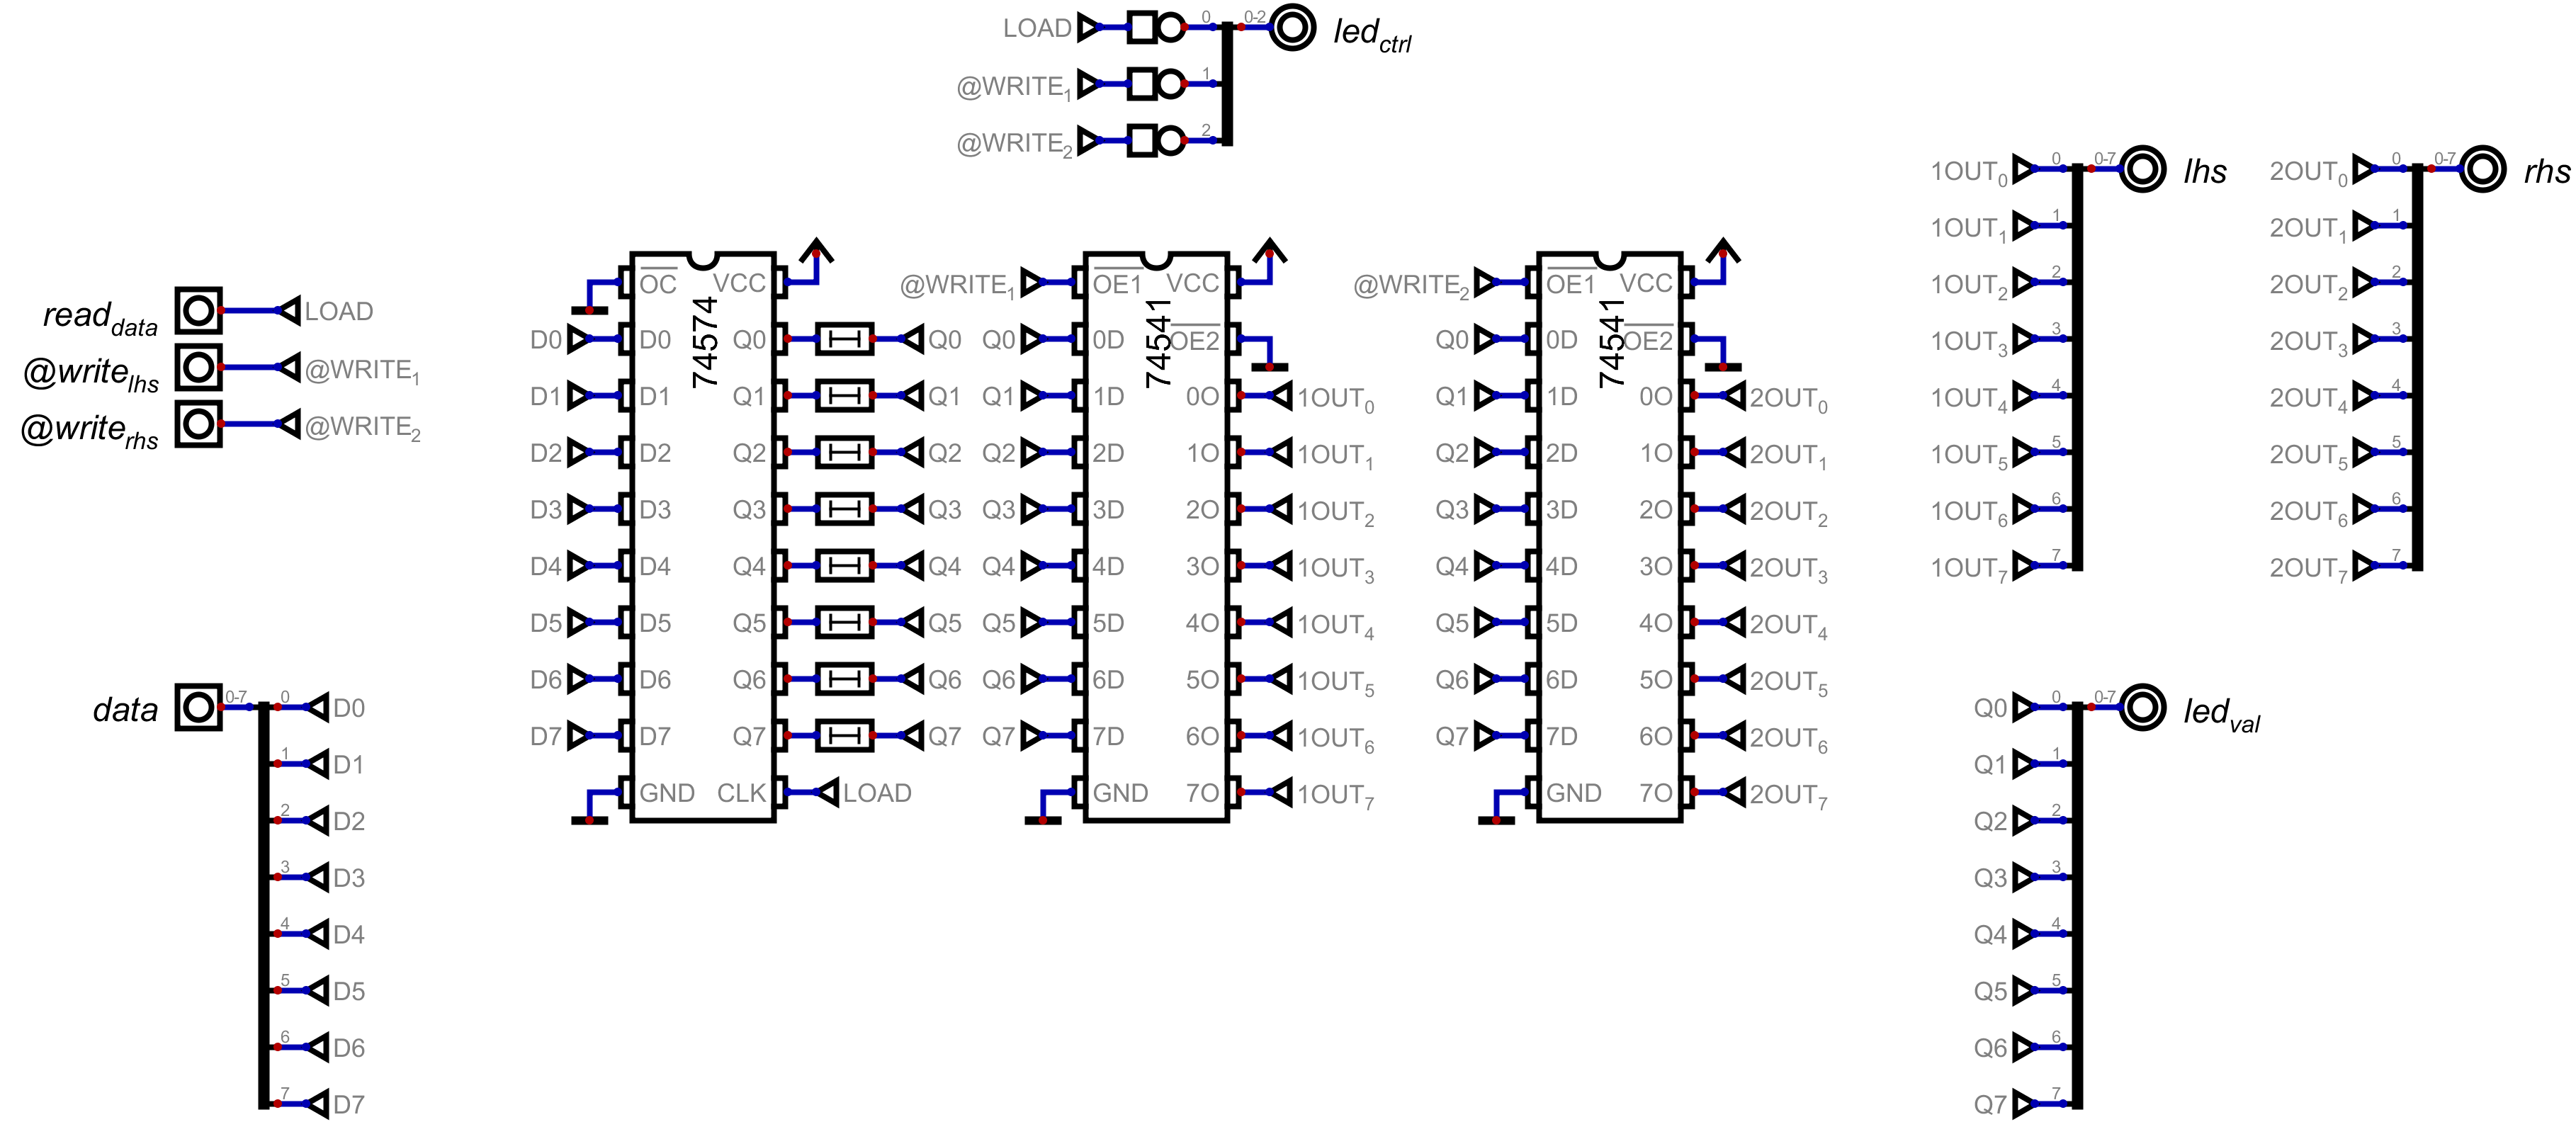 LOAD 0 0-2 led_ctrl
@WRITE_1 1
@WRITE_2 2
read_data LOAD
@write_lhs @WRITE_1
@write_rhs @WRITE_2
data 0-7 0 D0
1 D1
2 D2
3 D3
4 D4
5 D5
6 D6
7 D7
74574
OC VCC
D0 D0 Q0 Q0
D1 D1 Q1 Q1
D2 D2 Q2 Q2
D3 D3 Q3 Q3
D4 D4 Q4 Q4
D5 D5 Q5 Q5
D6 D6 Q6 Q6
D7 D7 Q7 Q7
GND CLK LOAD
74541
@WRITE_1 OE1 VCC
Q0 0D OE2
Q1 1D 0O 1OUT_0
Q2 2D 1O 1OUT_1
Q3 3D 2O 1OUT_2
Q4 4D 3O 1OUT_3
Q5 5D 4O 1OUT_4
Q6 6D 5O 1OUT_5
Q7 7D 6O 1OUT_6
GND 7O 1OUT_7
74541
@WRITE_2 OE1 VCC
Q0 0D OE2
Q1 1D 0O 2OUT_0
Q2 2D 1O 2OUT_1
Q3 3D 2O 2OUT_2
Q4 4D 3O 2OUT_3
Q5 5D 4O 2OUT_4
Q6 6D 5O 2OUT_5
Q7 7D 6O 2OUT_6
GND 7O 2OUT_7
1OUT_0 0 0-7 lhs
1OUT_1 1
1OUT_2 2
1OUT_3 3
1OUT_4 4
1OUT_5 5
1OUT_6 6
1OUT_7 7
2OUT_0 0 0-7 rhs
2OUT_1 1
2OUT_2 2
2OUT_3 3
2OUT_4 4
2OUT_5 5
2OUT_6 6
2OUT_7 7
Q0 0 0-7 led_val
Q1 1
Q2 2
Q3 3
Q4 4
Q5 5
Q6 6
Q7 7